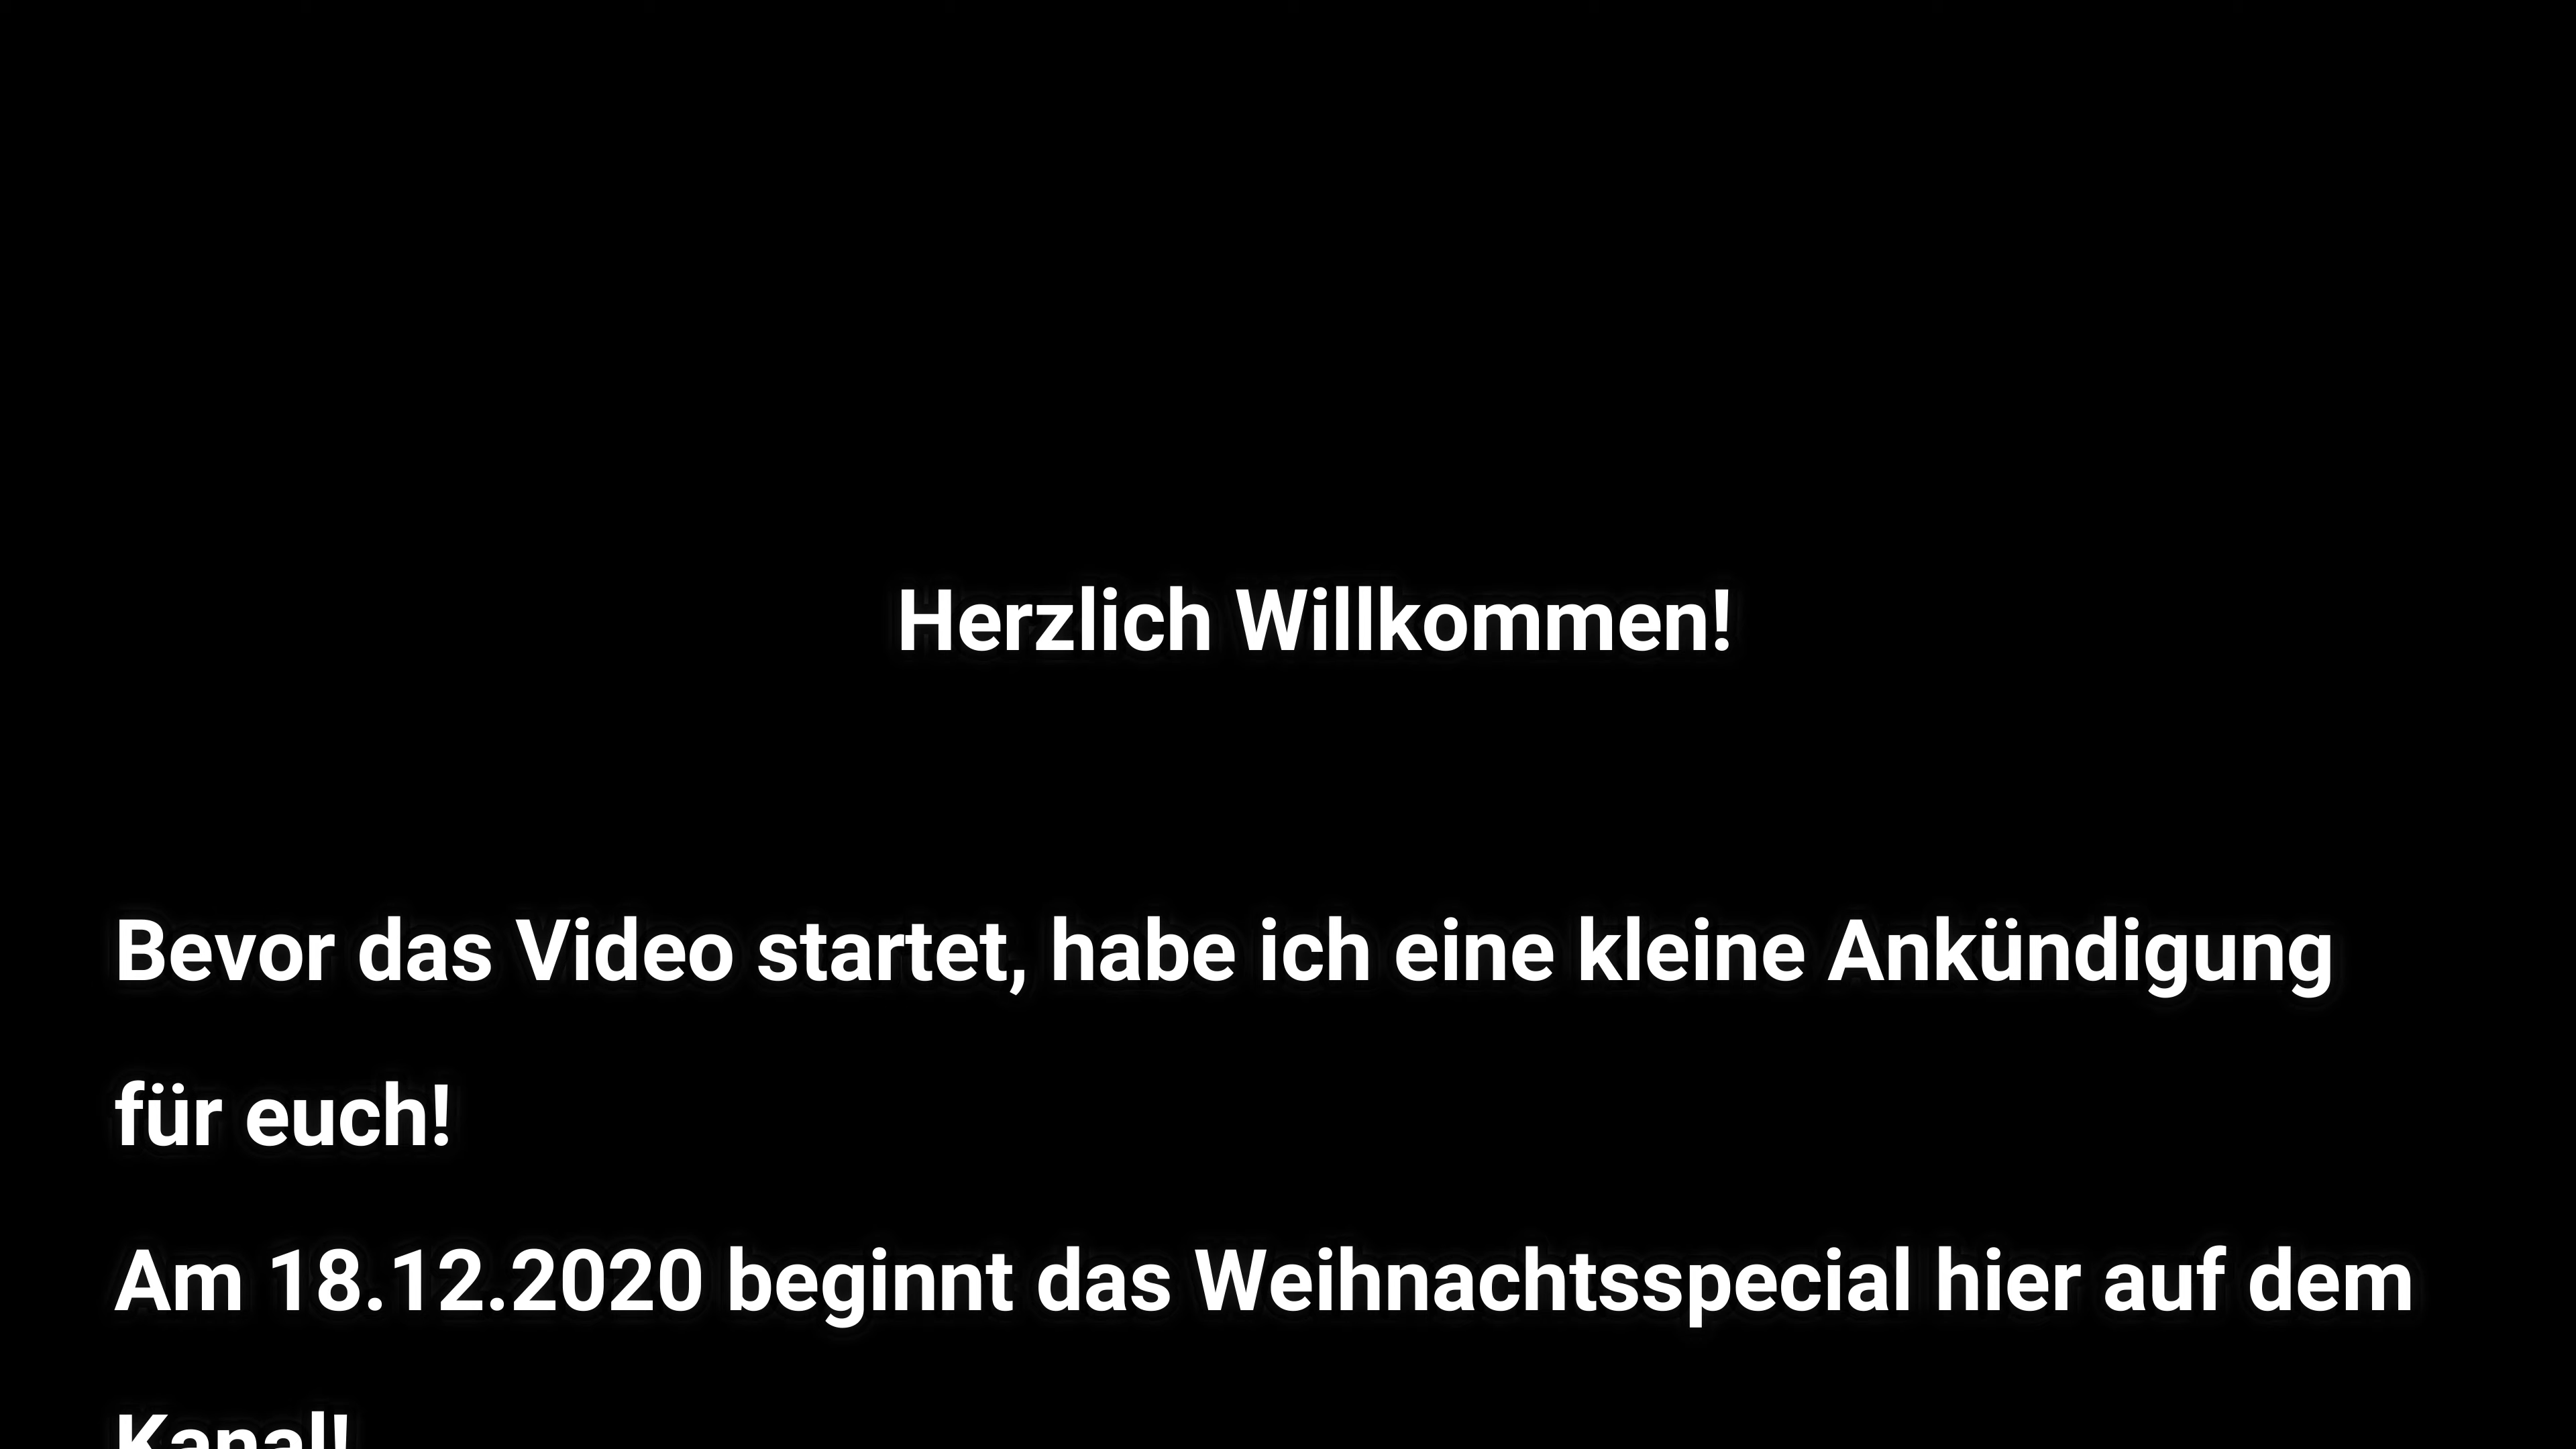 Herzlich Willkommen!
Bevor das Video startet, habe ich eine kleine Ankündigung
für euch!
Am 18.12.2020 beginnt das Weihnachtsspecial hier auf dem
Kanal!